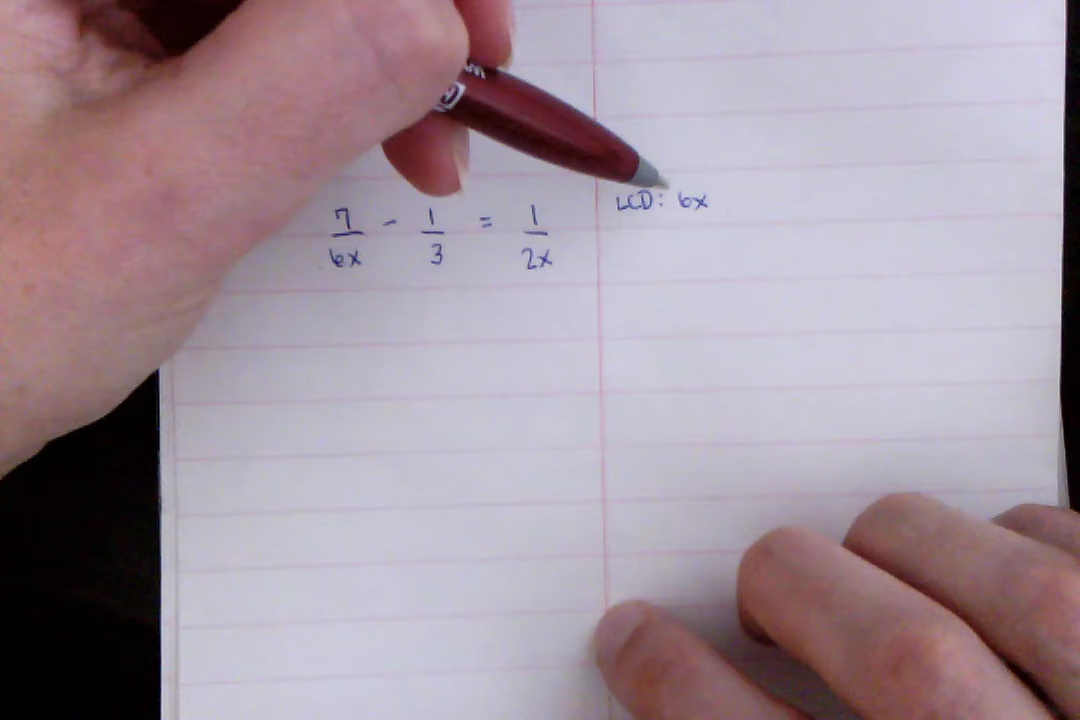 7/6x - 1/3 = 1/2x
LCD: 6x